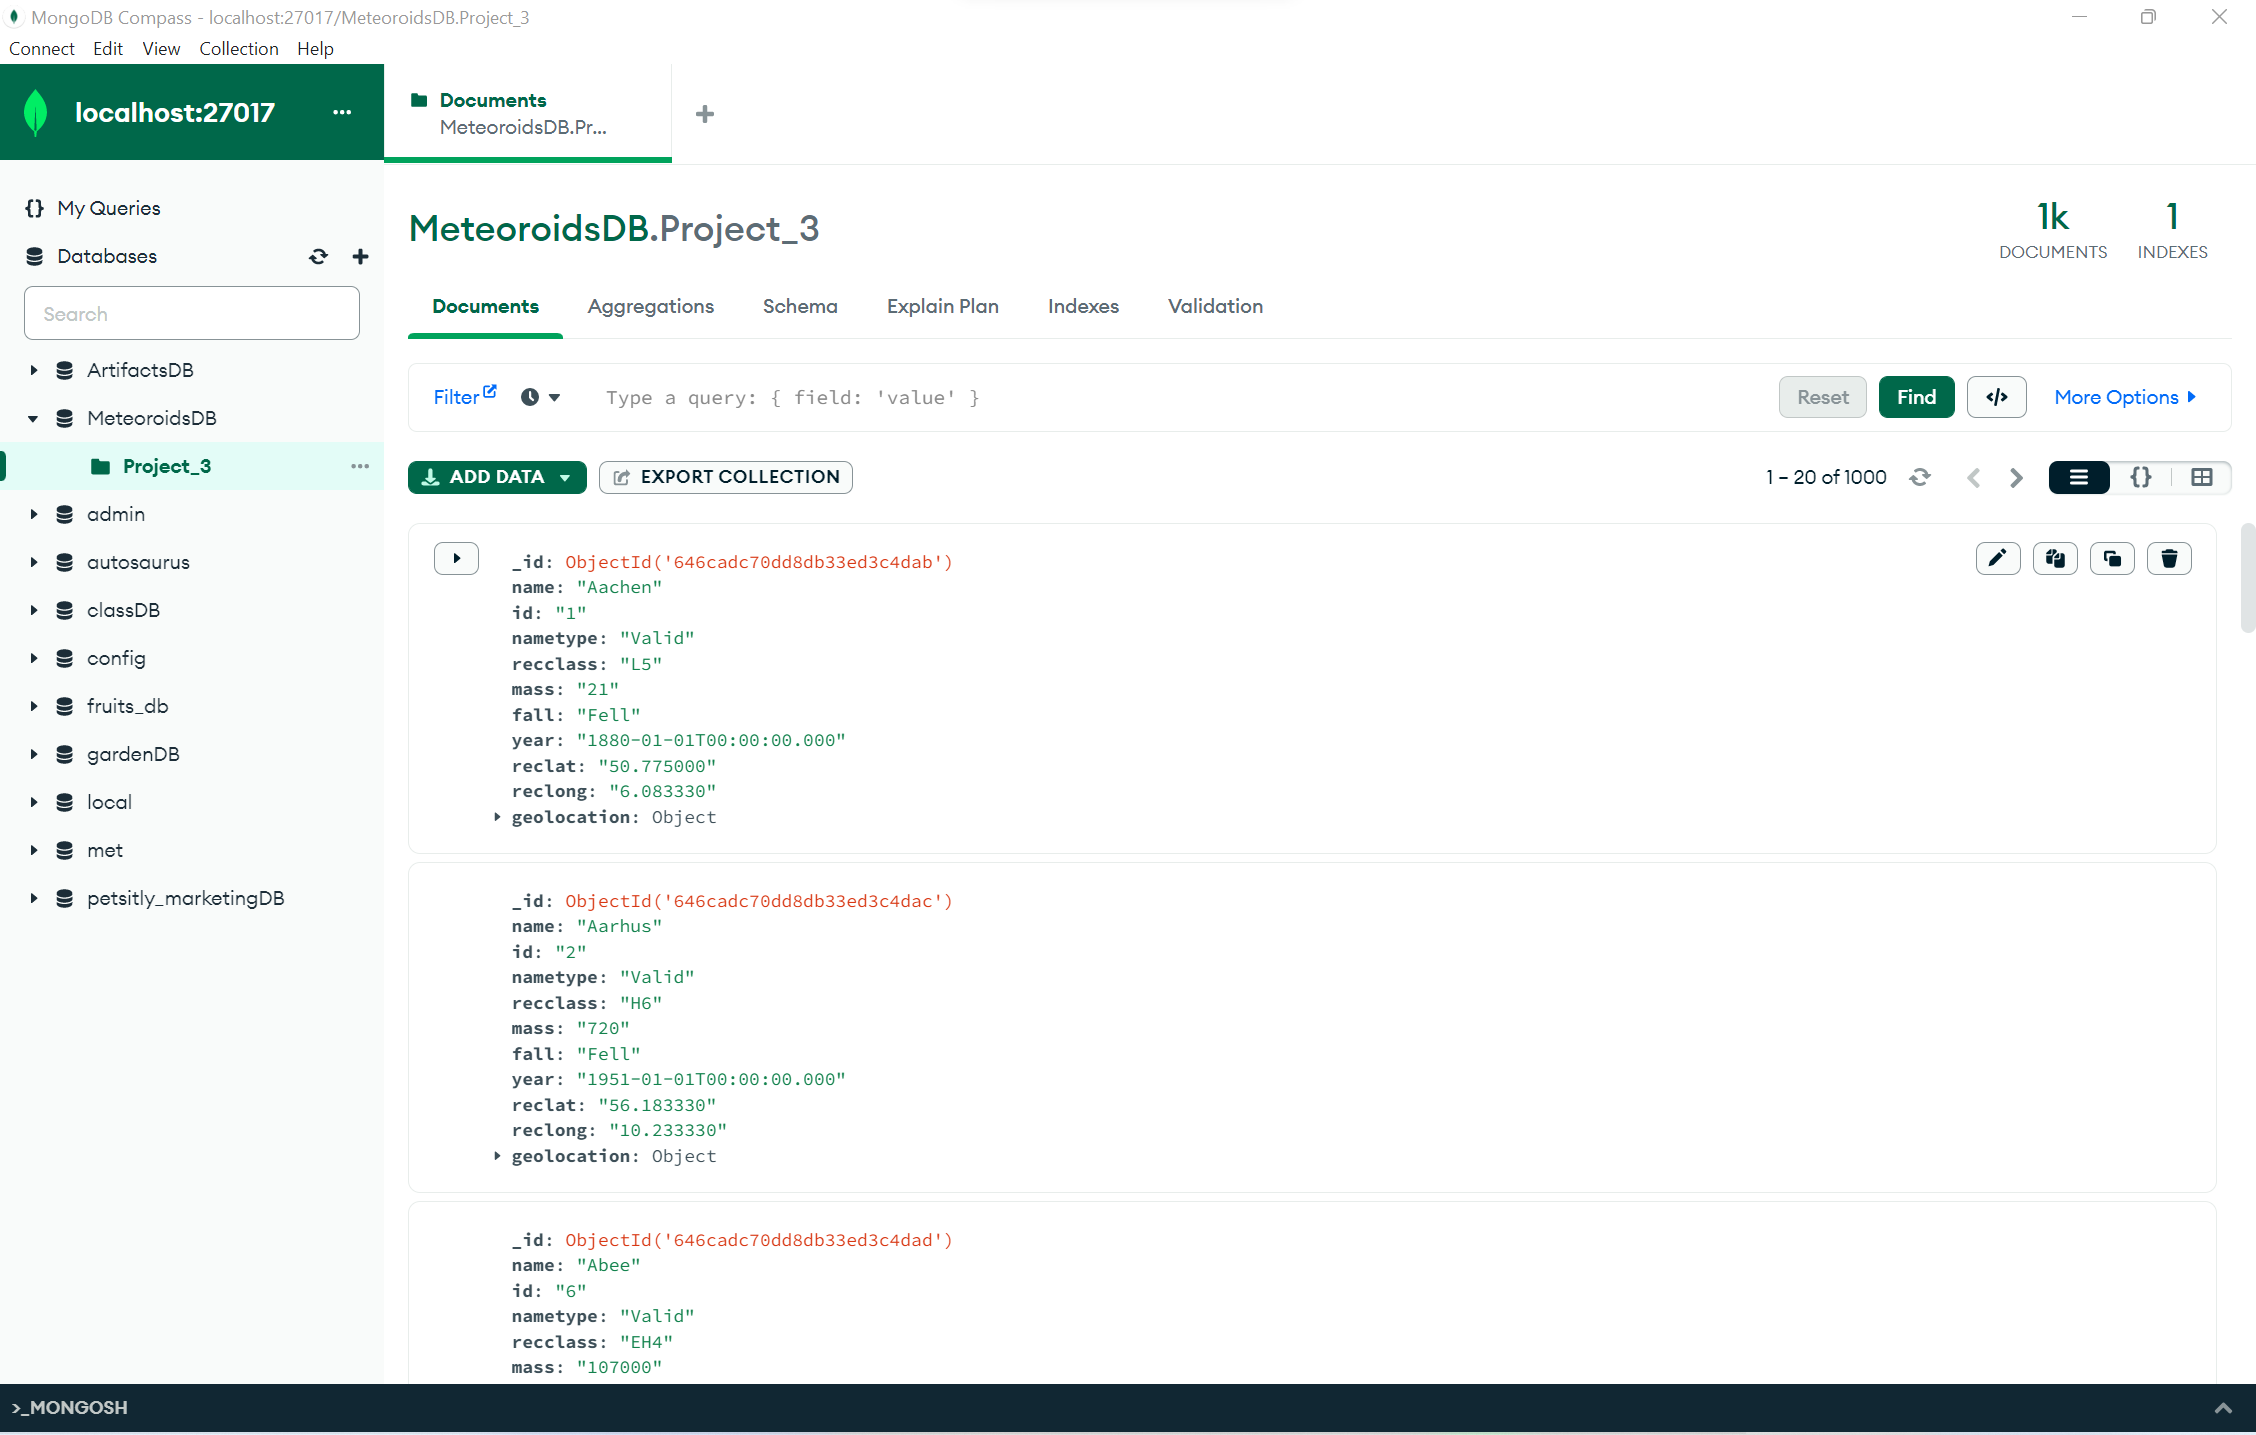 MongoDB Compass - localhost:27017/MeteoroidsDB.Project_3
Connect Edit View Collection Help
localhost:27017 ...
Documents
MeteoroidsDB.Pr...
My Queries
Databases
Search
ArtifactsDB
MeteoroidsDB
Project_3 ...
admin
autosaurus
classDB
config
fruits_db
gardenDB
local
met
petsitly_marketingDB
MeteoroidsDB.Project_3
1k
DOCUMENTS
1
INDEXES
Documents Aggregations Schema Explain Plan Indexes Validation
Filter Type a query: { field: 'value' } Reset Find </> More Options
ADD DATA EXPORT COLLECTION 1 – 20 of 1000 {}
_id: ObjectId('646cadc70dd8db33ed3c4dab')
name: "Aachen"
id: "1"
nametype: "Valid"
recclass: "L5"
mass: "21"
fall: "Fell"
year: "1880-01-01T00:00:00.000"
reclat: "50.775000"
reclong: "6.083330"
geolocation: Object
_id: ObjectId('646cadc70dd8db33ed3c4dac')
name: "Aarhus"
id: "2"
nametype: "Valid"
recclass: "H6"
mass: "720"
fall: "Fell"
year: "1951-01-01T00:00:00.000"
reclat: "56.183330"
reclong: "10.233330"
geolocation: Object
_id: ObjectId('646cadc70dd8db33ed3c4dad')
name: "Abee"
id: "6"
nametype: "Valid"
recclass: "EH4"
mass: "107000"
>_MONGOSH